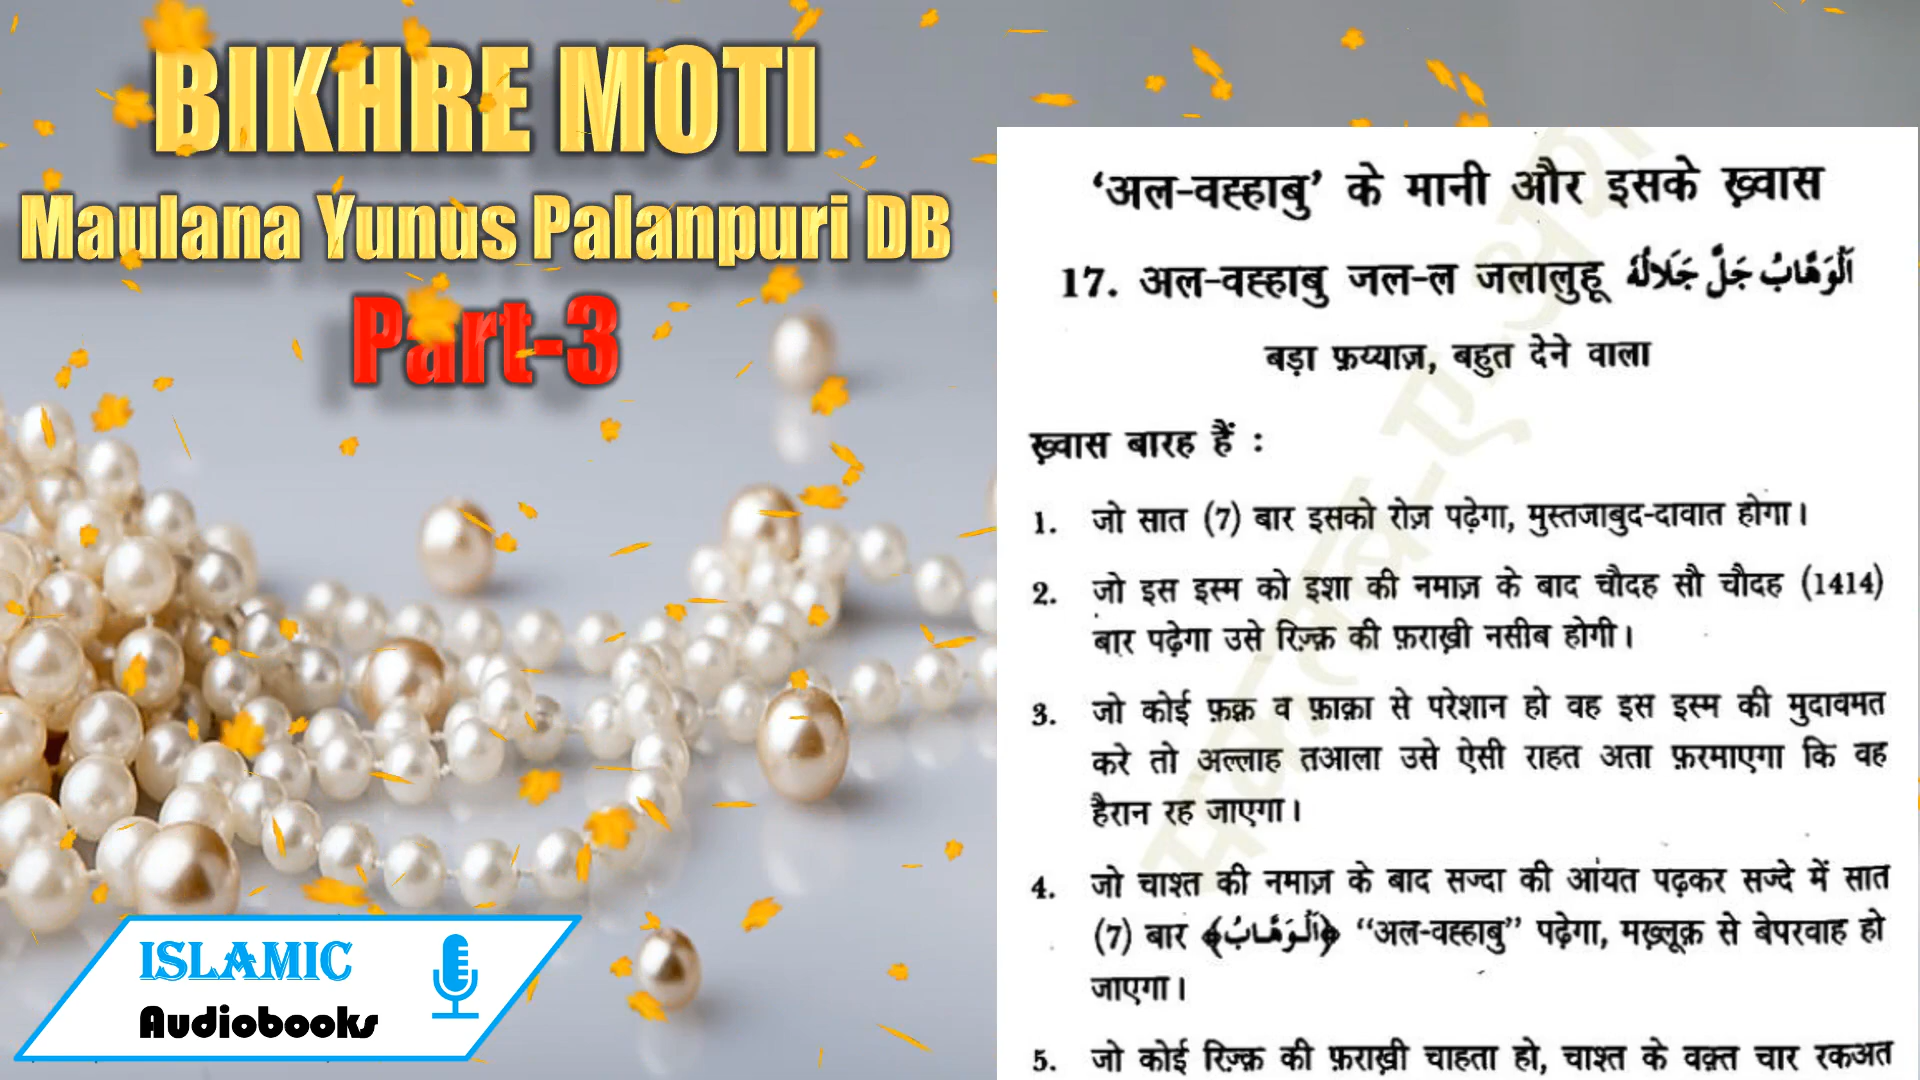 BIKHRE MOTI
Maulana Yunus Palanpuri DB
Part-3
ISLAMIC
Audiobooks
‘अल-वह्हाबु’ के मानी और इसके ख़्वास
17. अल-वह्हाबु जल-ल जलालुहू اَلْوَهَّابُ جَلَّ جَلَالُهٗ
बड़ा फ़य्याज़, बहुत देने वाला
ख़्वास बारह हैं :
1. जो सात (7) बार इसको रोज़ पढ़ेगा, मुस्तजाबुद-दावात होगा।
2. जो इस इस्म को इशा की नमाज़ के बाद चौदह सौ चौदह (1414)
बार पढ़ेगा उसे रिज़्क़ की फ़राख़ी नसीब होगी।
3. जो कोई फ़क़्र व फ़ाक़ा से परेशान हो वह इस इस्म की मुदावमत
करे तो अल्लाह तआला उसे ऐसी राहत अता फ़रमाएगा कि वह
हैरान रह जाएगा।
4. जो चाश्त की नमाज़ के बाद सज्दा की आयत पढ़कर सज्दे में सात
(7) बार ﴿اَلْوَهَّابُ﴾ “अल-वह्हाबु” पढ़ेगा, मख़्लूक़ से बेपरवाह हो
जाएगा।
5. जो कोई रिज़्क़ की फ़राख़ी चाहता हो, चाश्त के वक़्त चार रकअत